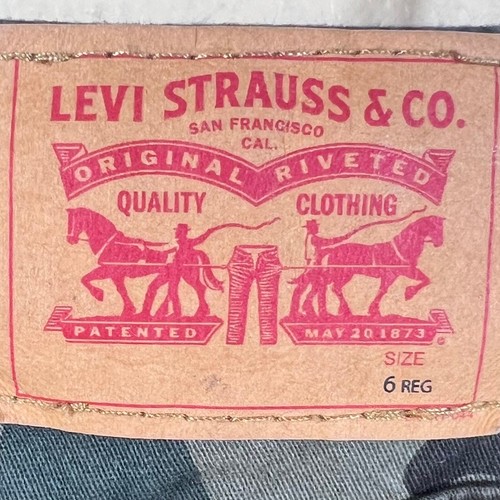 LEVI STRAUSS & CO.
SAN FRANCISCO
CAL.
ORIGINAL RIVETED
QUALITY CLOTHING
PATENTED MAY 20 1873
SIZE
6 REG